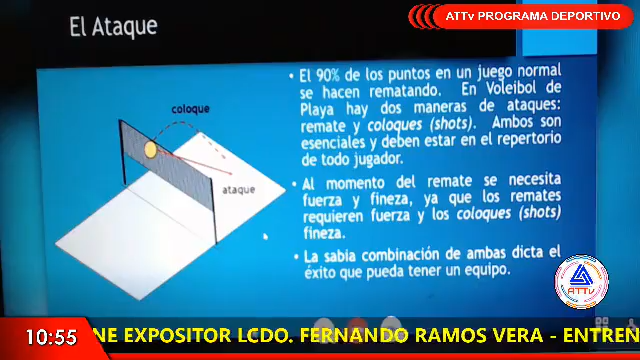 ATTv PROGRAMA DEPORTIVO
El Ataque
• El 90% de los puntos en un juego normal
se hacen rematando. En Voleibol de
Playa hay dos maneras de ataques:
remate y coloques (shots). Ambos son
esenciales y deben estar en el repertorio
de todo jugador.
• Al momento del remate se necesita
fuerza y fineza, ya que los remates
requieren fuerza y los coloques (shots)
fineza.
• La sabia combinación de ambas dicta el
éxito que pueda tener un equipo.
coloque
ataque
ATTv
10:55
NE EXPOSITOR LCDO. FERNANDO RAMOS VERA - ENTREN